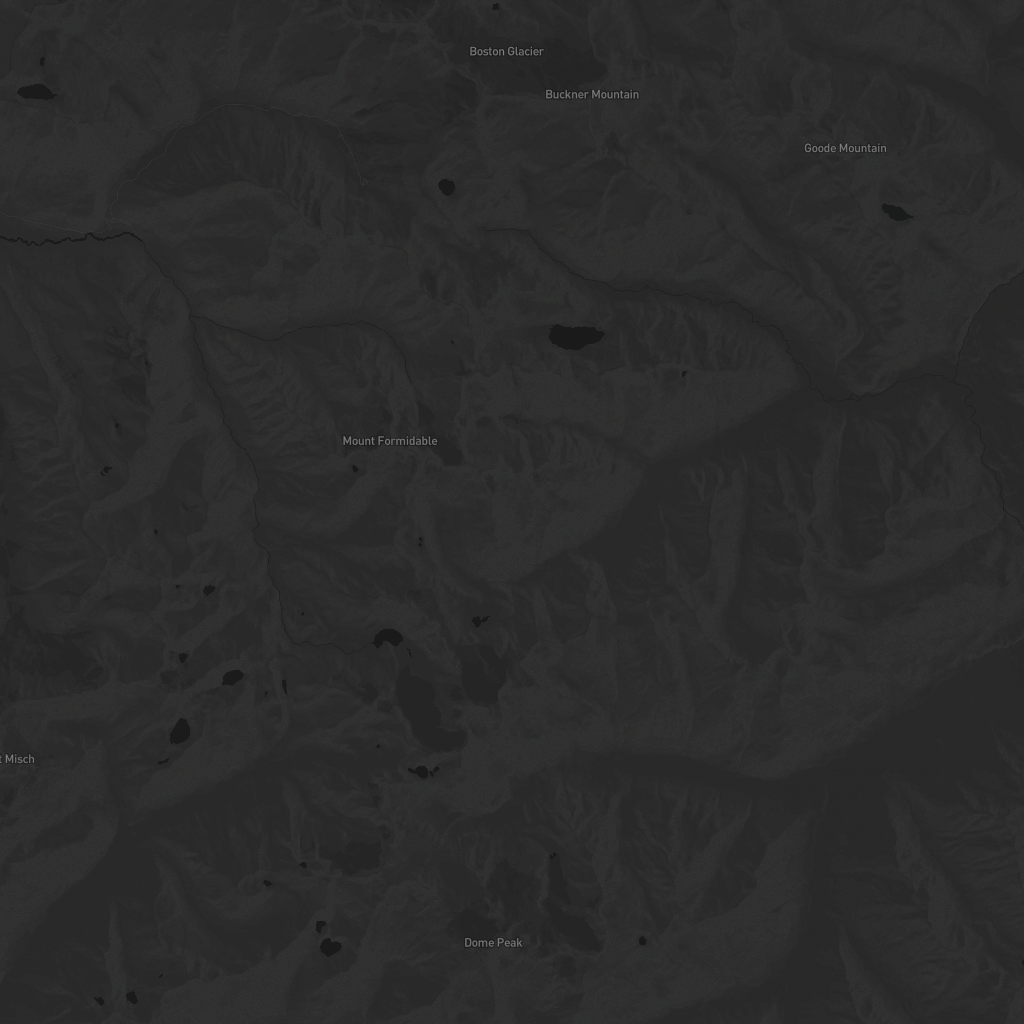 Boston Glacier
Buckner Mountain
Goode Mountain
Mount Formidable
t Misch
Dome Peak